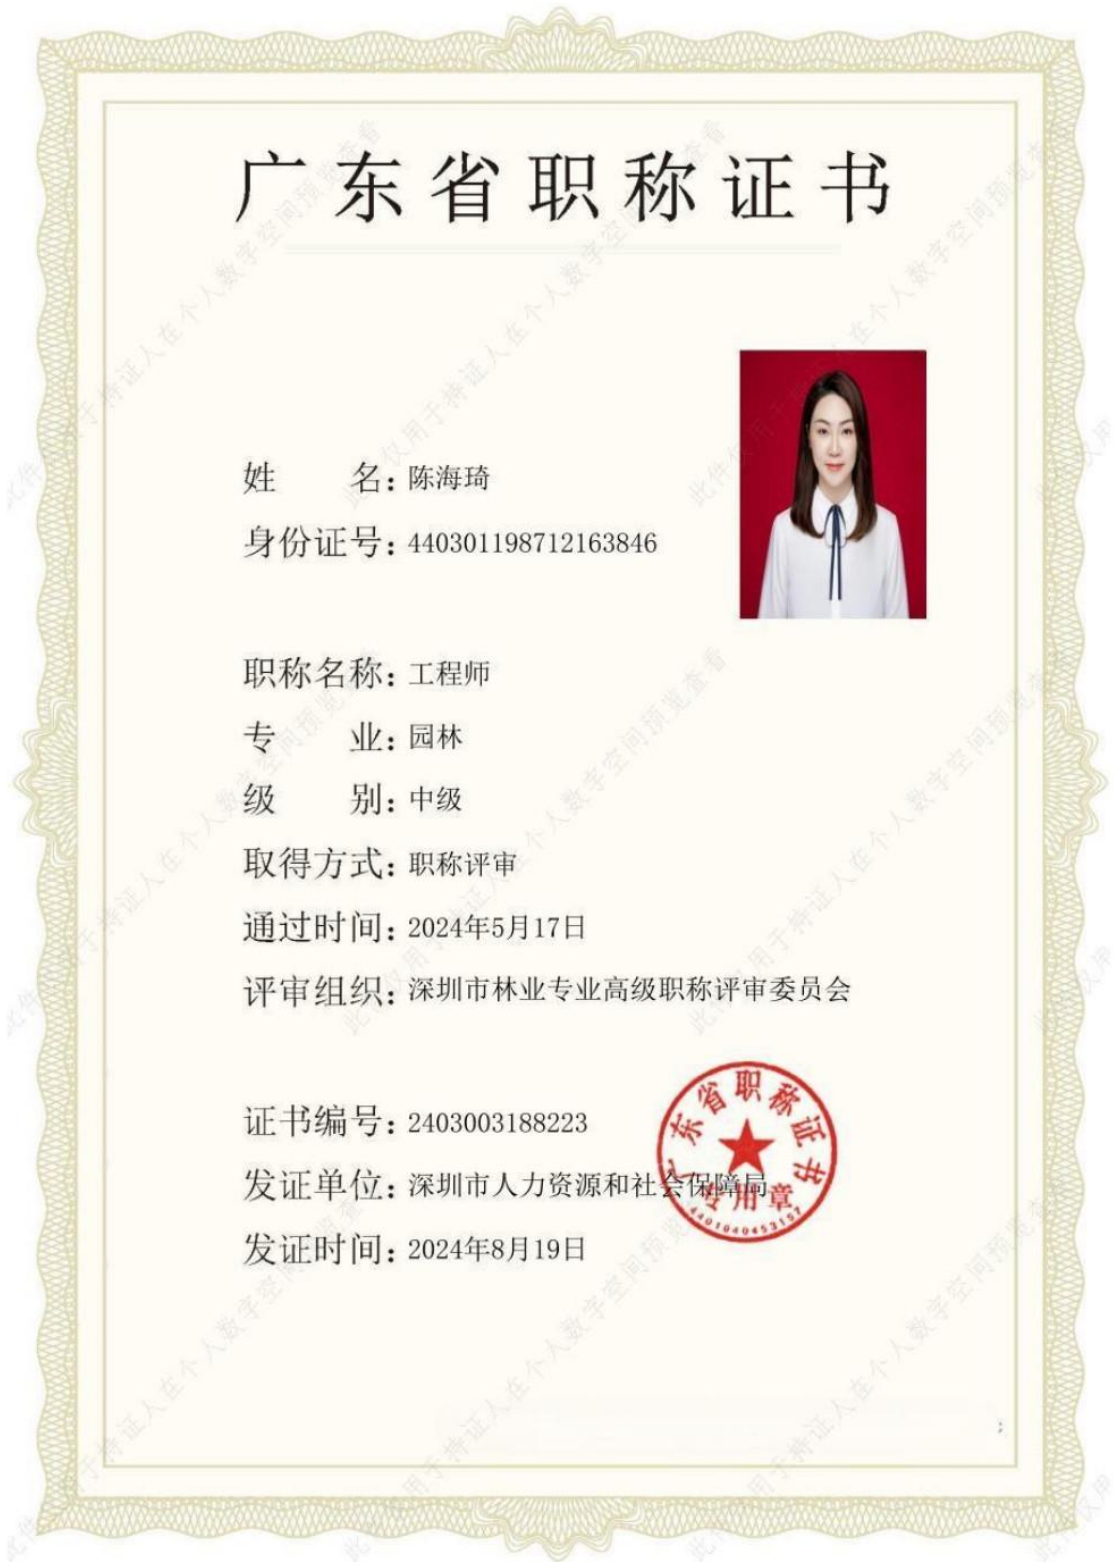 广东省职称证书
姓名：陈海琦
身份证号：440301198712163846
职称名称：工程师
专业：园林
级别：中级
取得方式：职称评审
通过时间：2024年5月17日
评审组织：深圳市林业专业高级职称评审委员会
证书编号：2403003188223
发证单位：深圳市人力资源和社会保障局
发证时间：2024年8月19日
广东省职称证书
专用章
4401040453157
此件仅用于持证人在个人数字空间预览查看